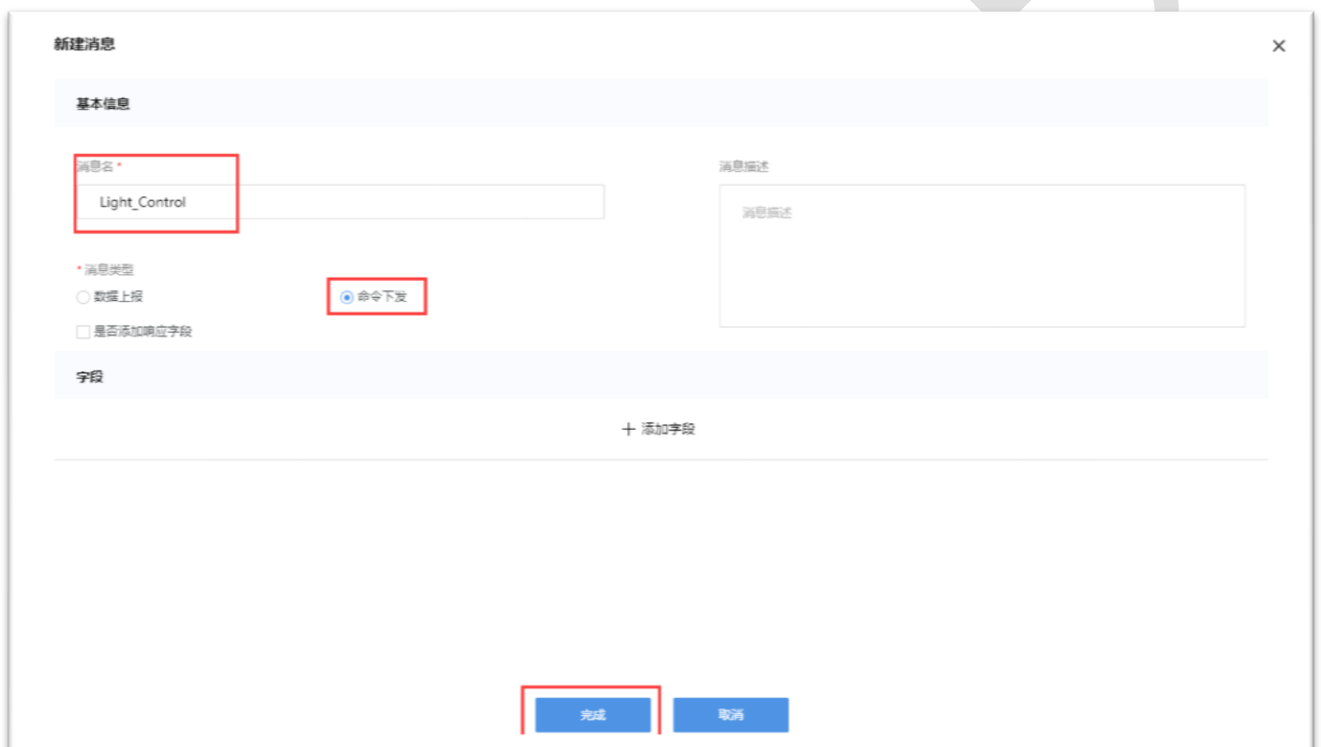 新建消息
×
基本信息
消息名 *
Light_Control
消息描述
消息描述
* 消息类型
数据上报
命令下发
是否添加响应字段
字段
+ 添加字段
完成
取消